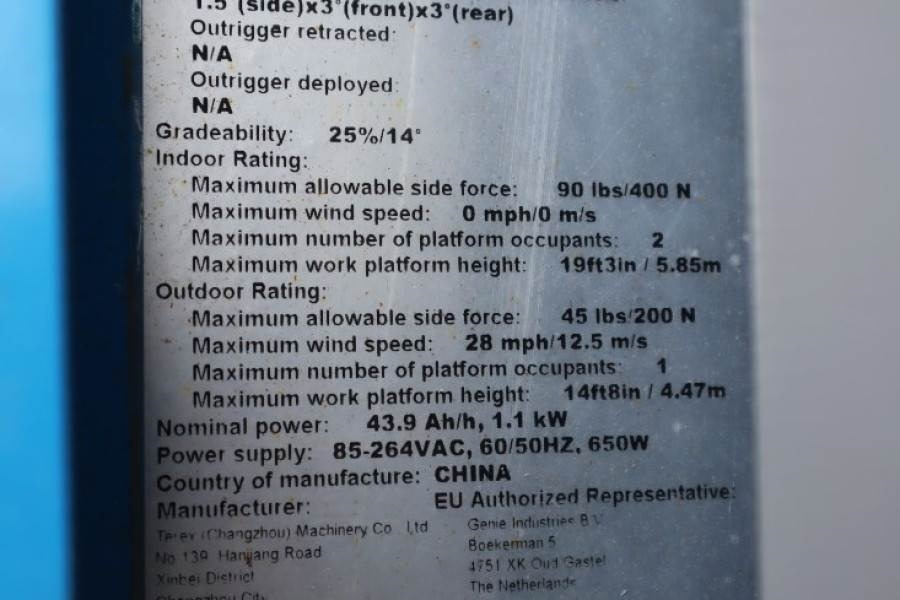 1.5°(side)x3°(front)x3°(rear)
Outrigger retracted:
N/A
Outrigger deployed:
N/A
Gradeability: 25%/14°
Indoor Rating:
Maximum allowable side force: 90 lbs/400 N
Maximum wind speed: 0 mph/0 m/s
Maximum number of platform occupants: 2
Maximum work platform height: 19ft3in / 5.85m
Outdoor Rating:
Maximum allowable side force: 45 lbs/200 N
Maximum wind speed: 28 mph/12.5 m/s
Maximum number of platform occupants: 1
Maximum work platform height: 14ft8in / 4.47m
Nominal power: 43.9 Ah/h, 1.1 kW
Power supply: 85-264VAC, 60/50HZ, 650W
Country of manufacture: CHINA
Manufacturer: EU Authorized Representative:
Terex (Changzhou) Machinery Co Ltd Genie Industries B.V
No 139 Hanjiang Road Boekerman 5
Xinbei District 4751 XK Oud Gastel
Changzhou City The Netherlands